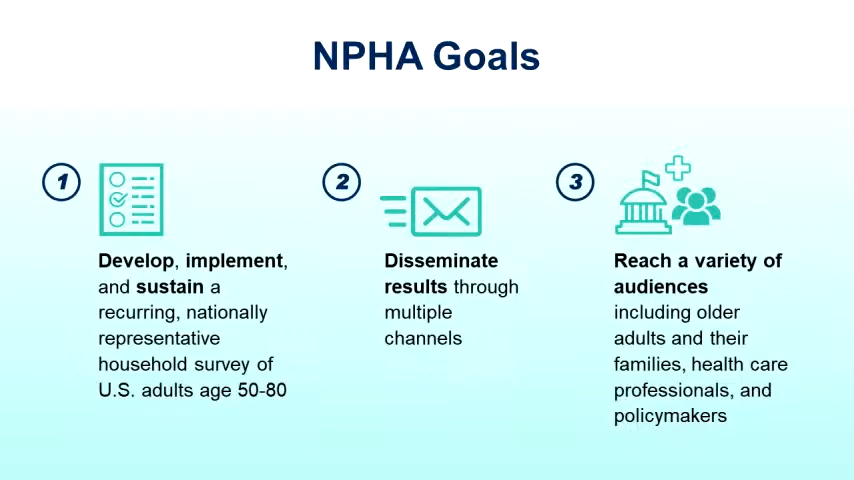 NPHA Goals
1
Develop, implement,
and sustain a
recurring, nationally
representative
household survey of
U.S. adults age 50-80
2
Disseminate
results through
multiple
channels
3
Reach a variety of
audiences
including older
adults and their
families, health care
professionals, and
policymakers